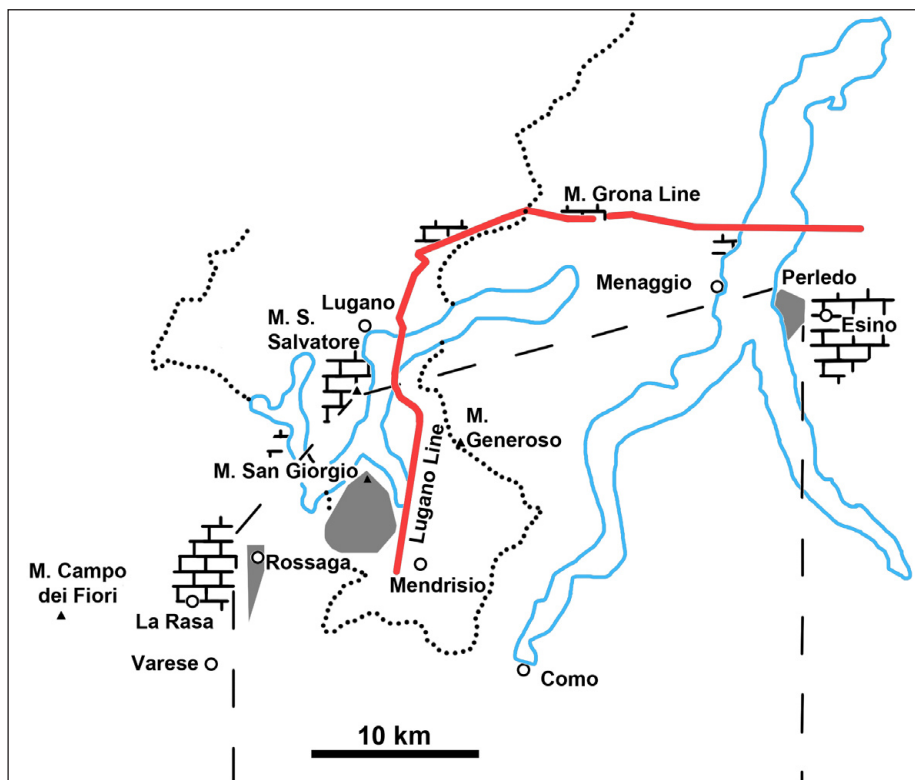 M. Grona Line
Menaggio
Perledo
Esino
Lugano
M. S.
Salvatore
M.
Generoso
Lugano Line
M. San Giorgio
Rossaga
Mendrisio
M. Campo
dei Fiori
La Rasa
Varese
Como
10 km